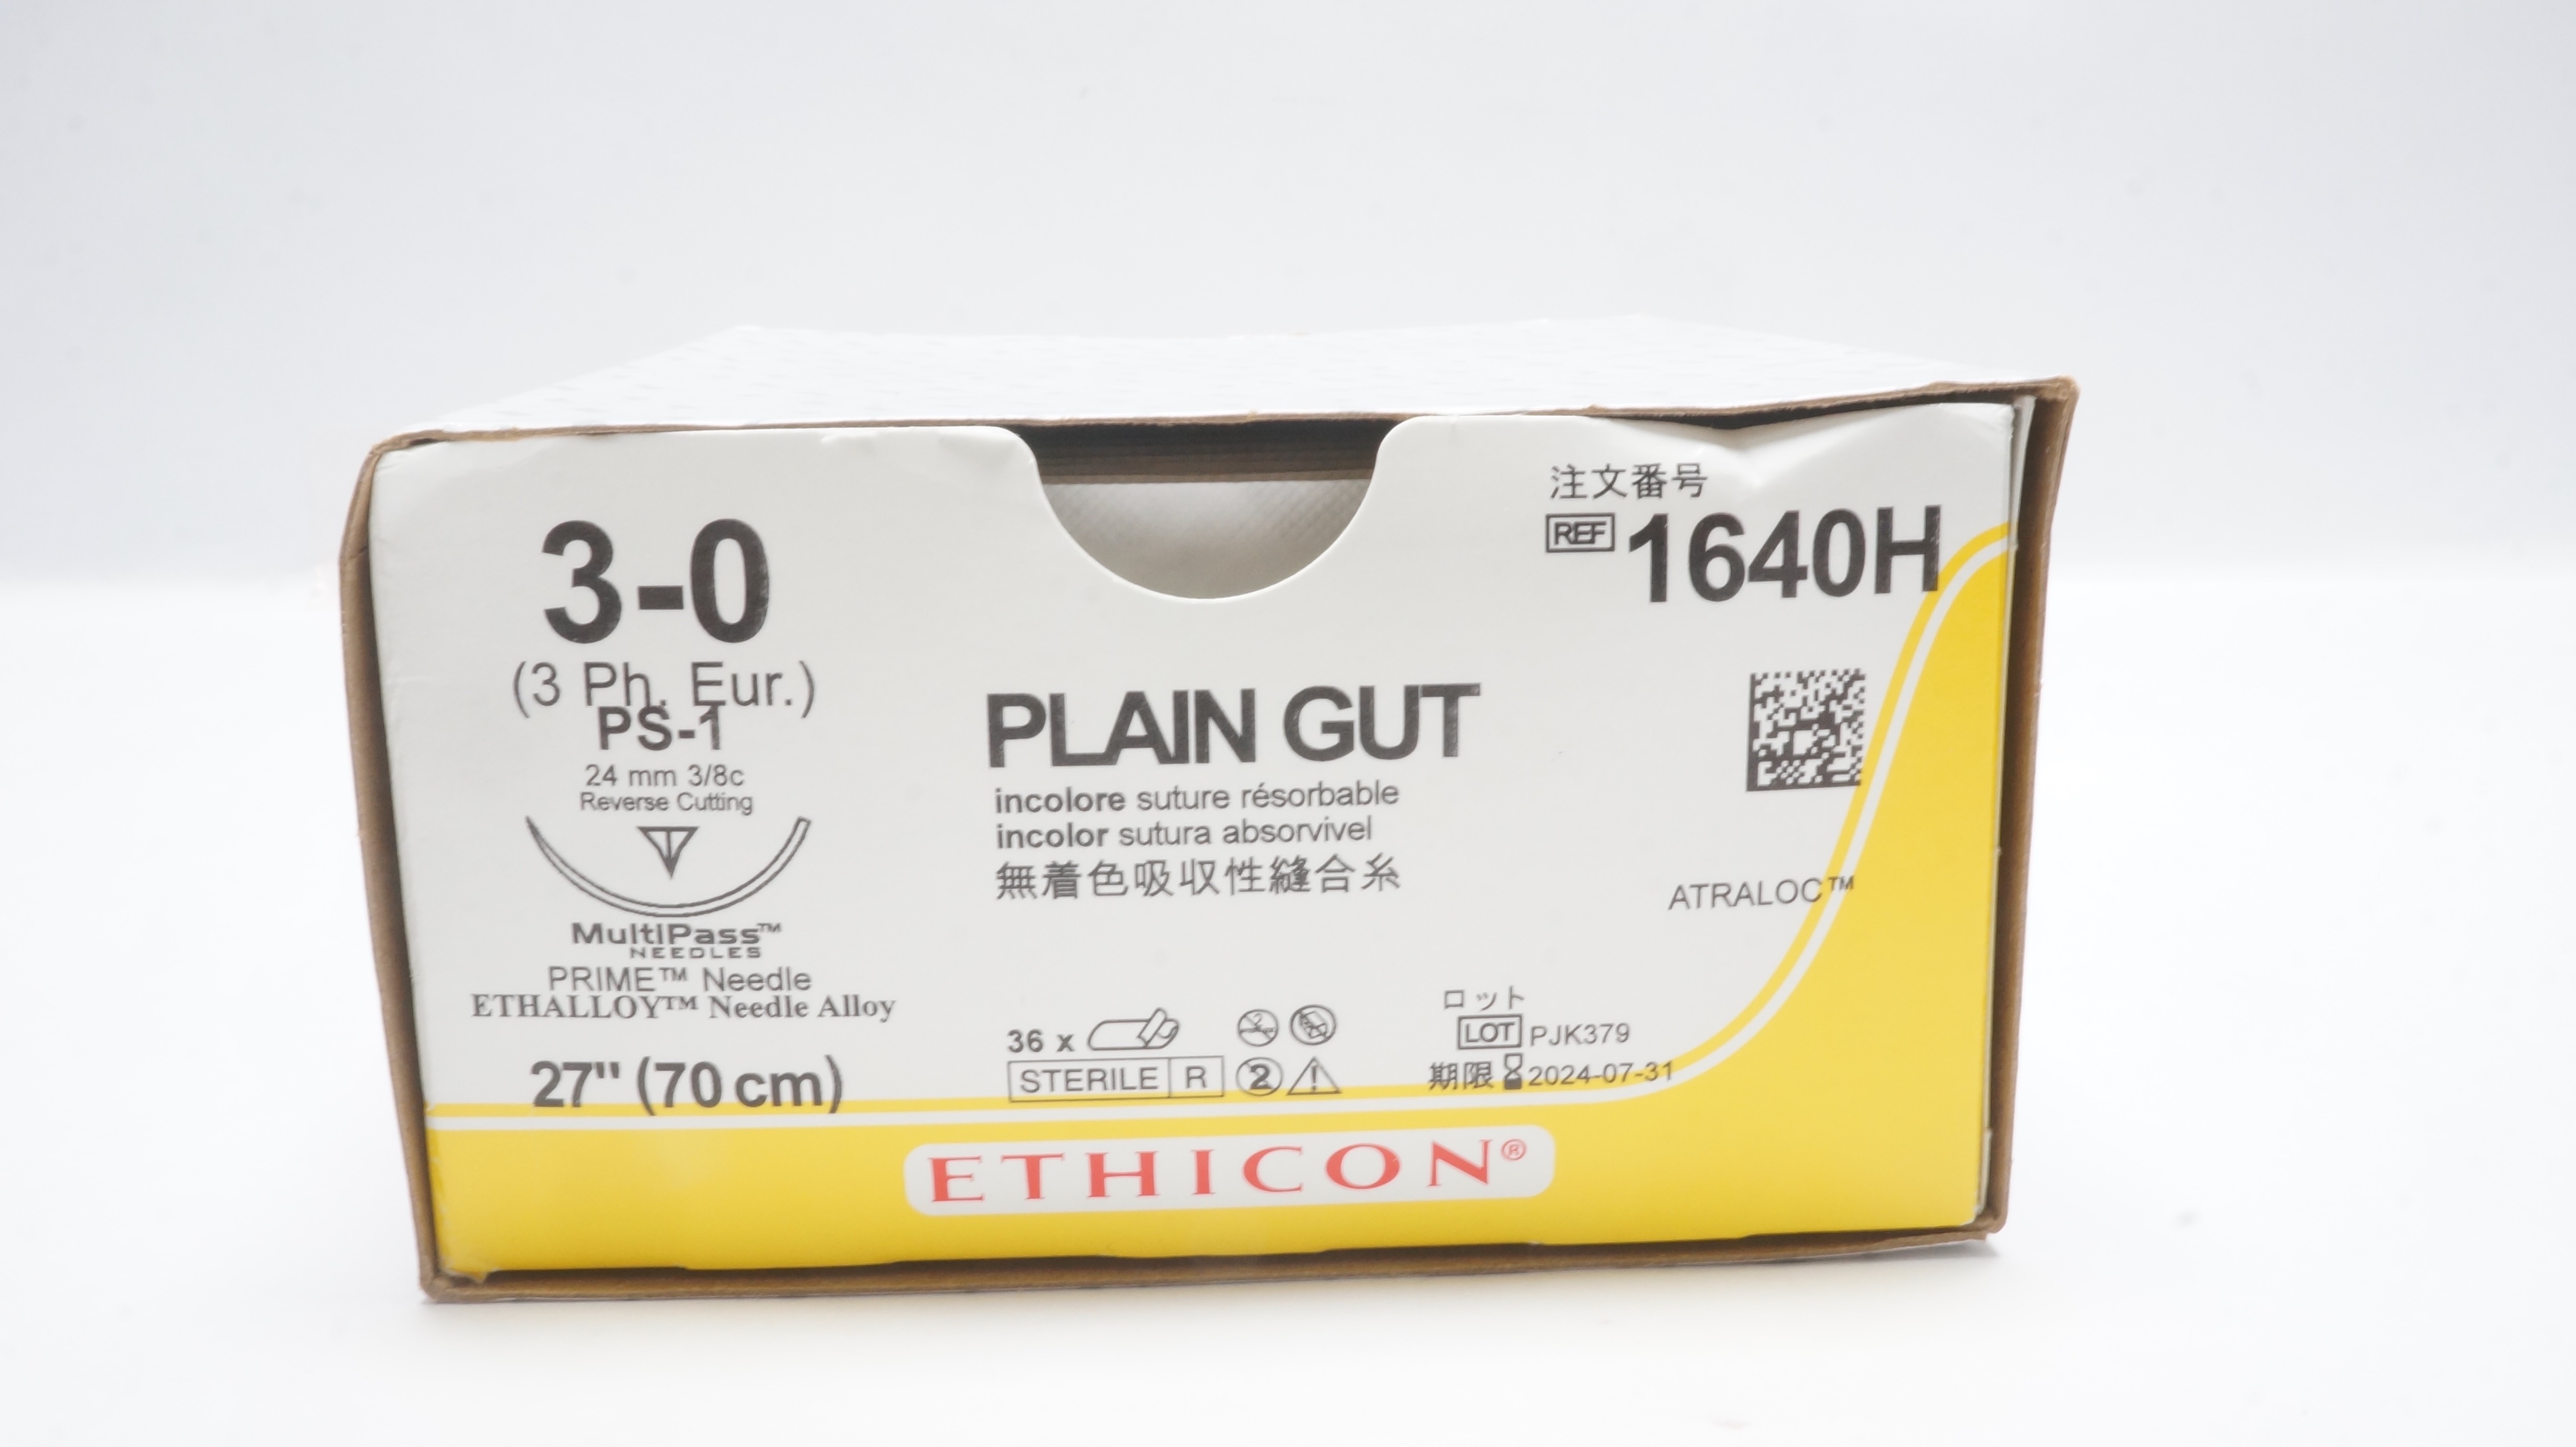 3-0
(3 Ph. Eur.)
PS-1
24 mm 3/8c
Reverse Cutting
MultiPass™
NEEDLES
PRIME™ Needle
ETHALLOY™ Needle Alloy
27" (70 cm)
PLAIN GUT
incolore suture résorbable
incolor sutura absorvivel
無着色吸収性縫合糸
36 x
STERILE R
2
2
注文番号
REF 1640H
ATRALOC™
ロット
LOT PJK379
期限 2024-07-31
ETHICON®